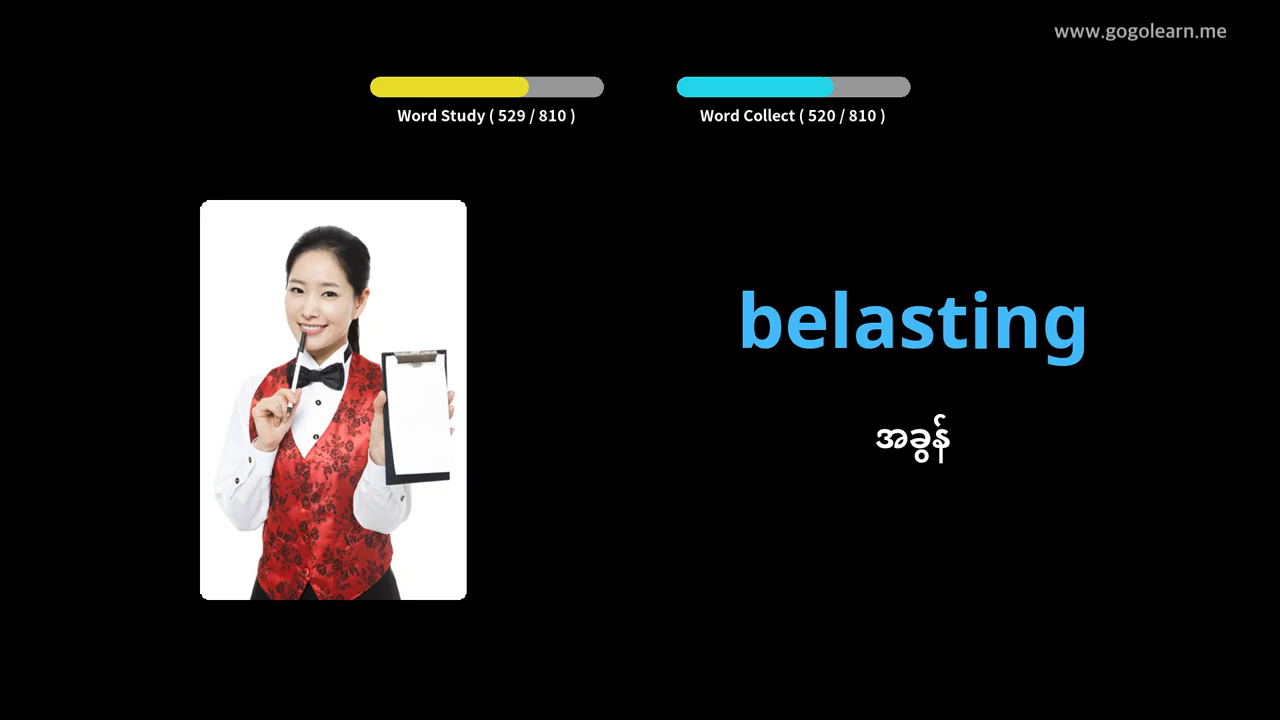 www.gogolearn.me
Word Study ( 529 / 810 )
Word Collect ( 520 / 810 )
belasting
အခွန်